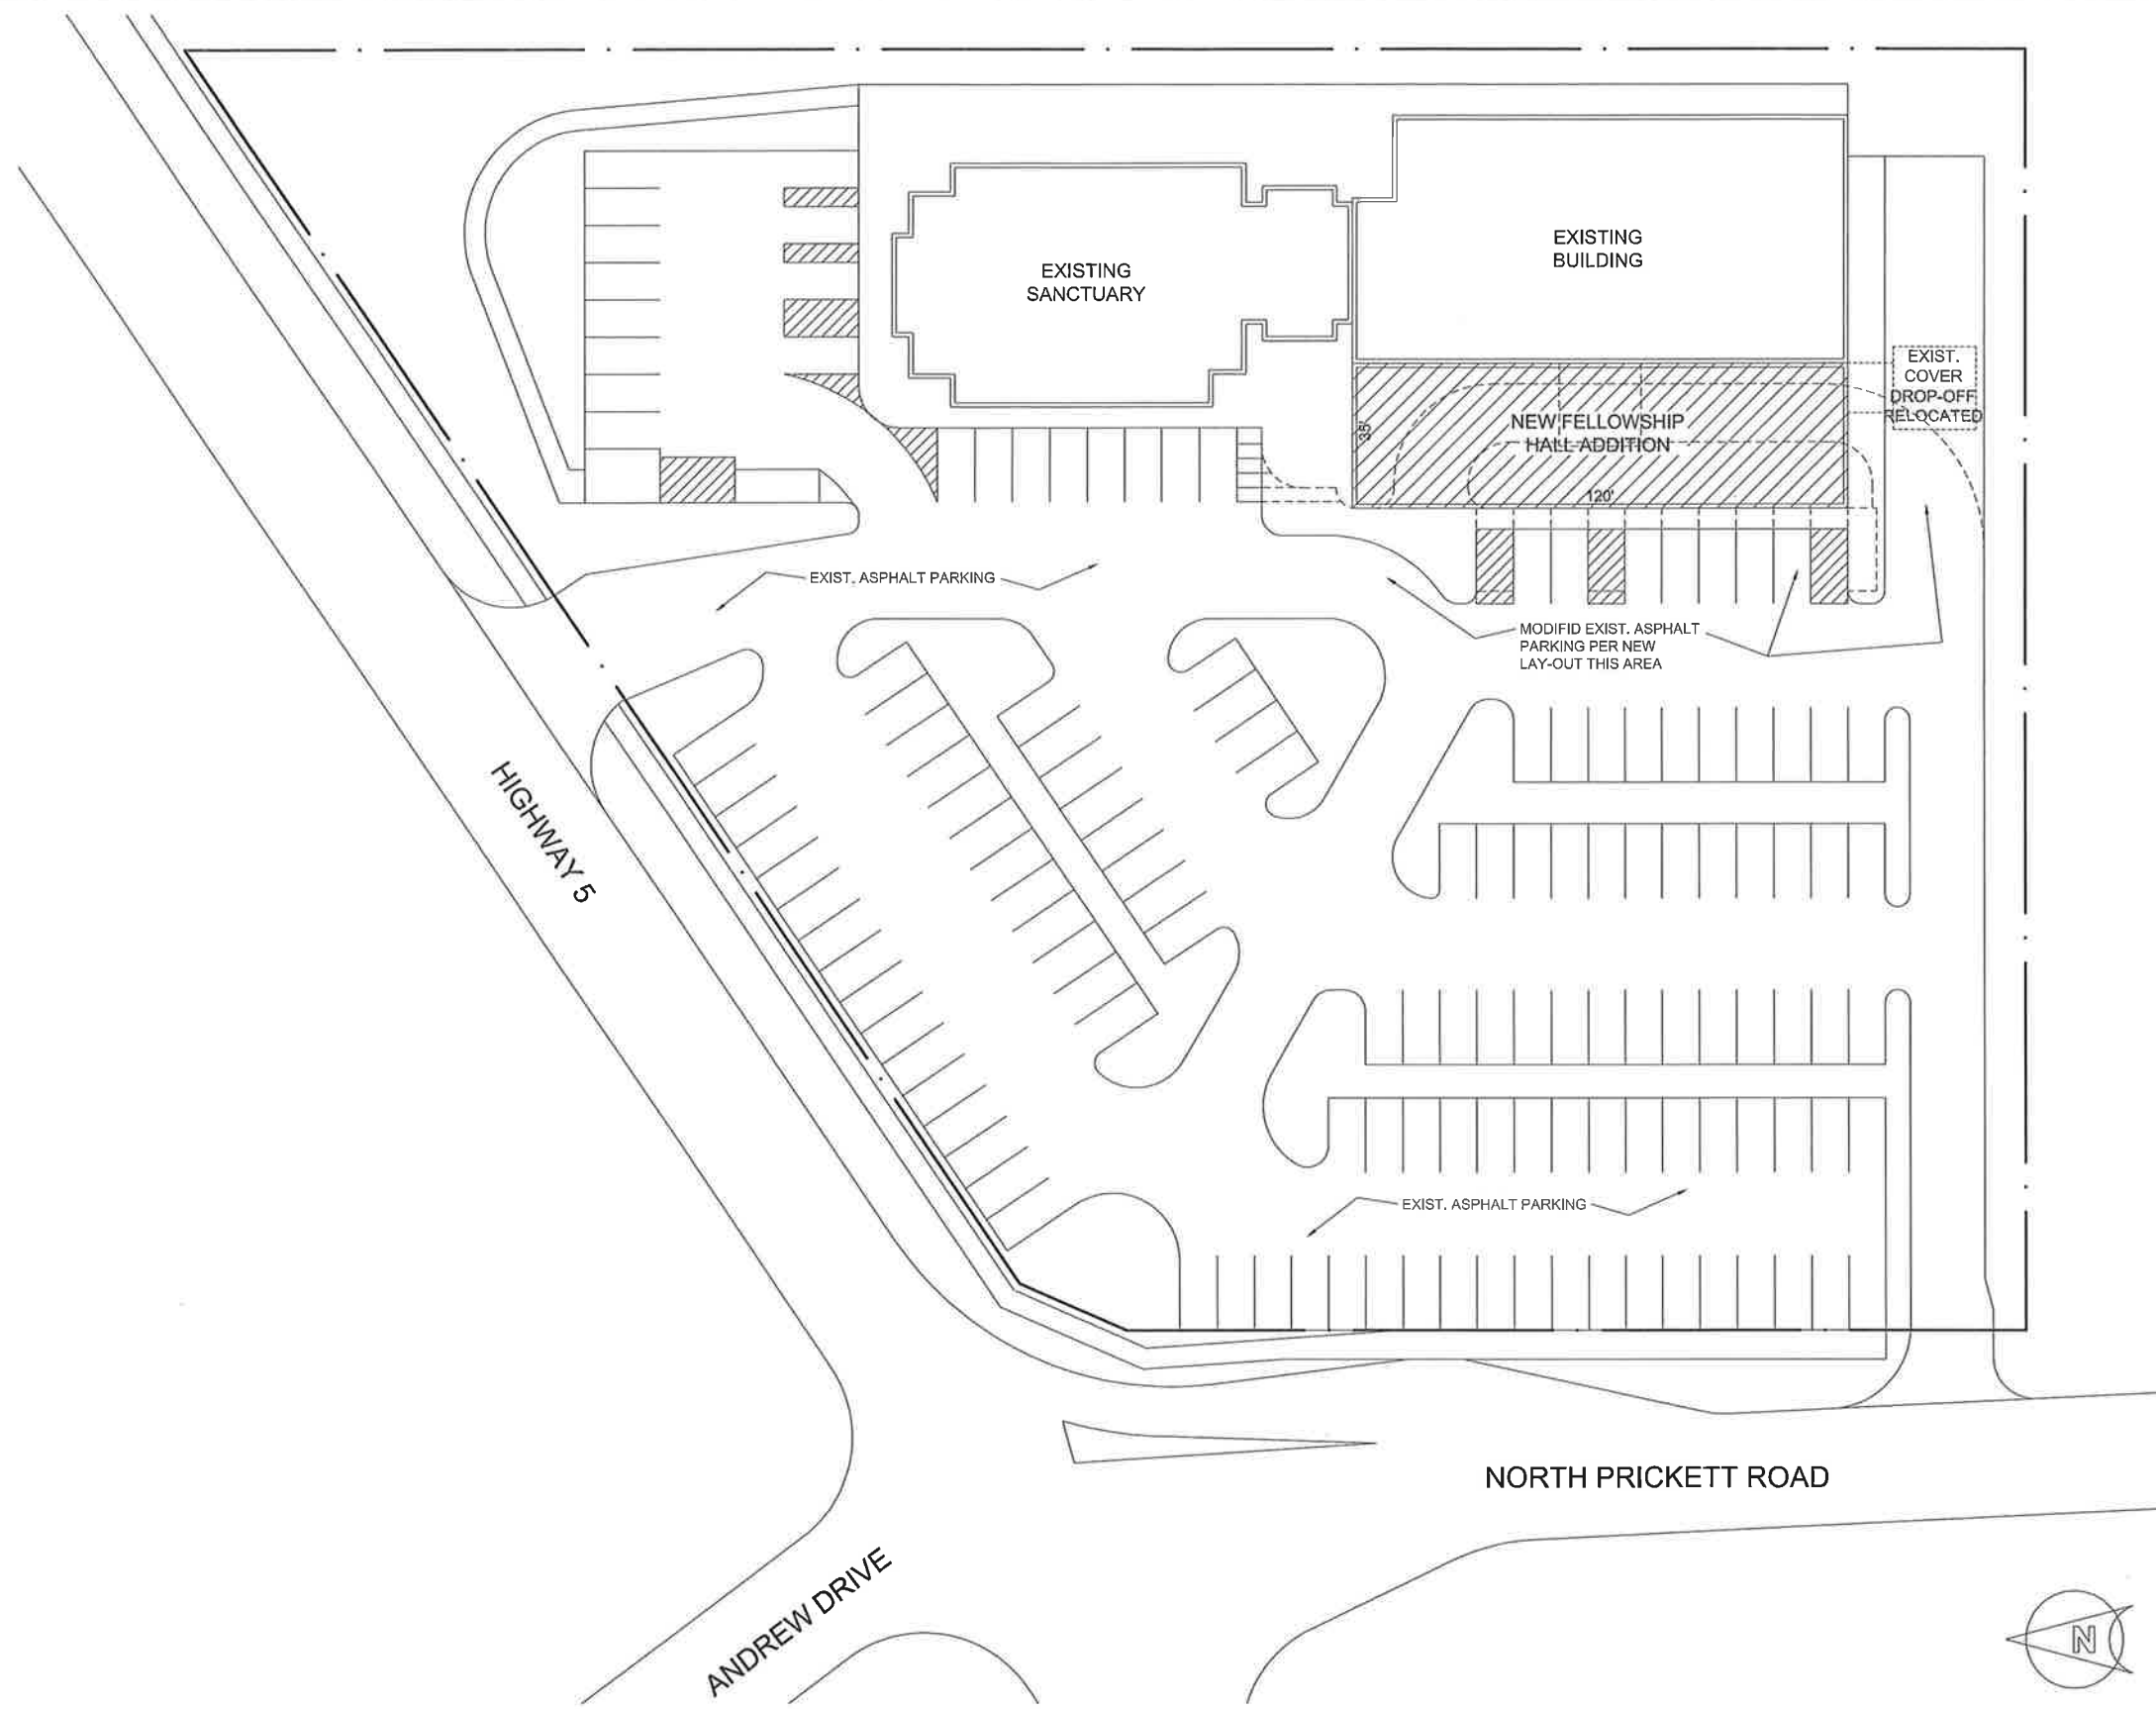 EXISTING
BUILDING
EXISTING
SANCTUARY
EXIST.
COVER
DROP-OFF
RELOCATED
NEW FELLOWSHIP
HALL ADDITION
35'
120'
EXIST. ASPHALT PARKING
MODIFID EXIST. ASPHALT
PARKING PER NEW
LAY-OUT THIS AREA
HIGHWAY 5
EXIST. ASPHALT PARKING
NORTH PRICKETT ROAD
ANDREW DRIVE
N